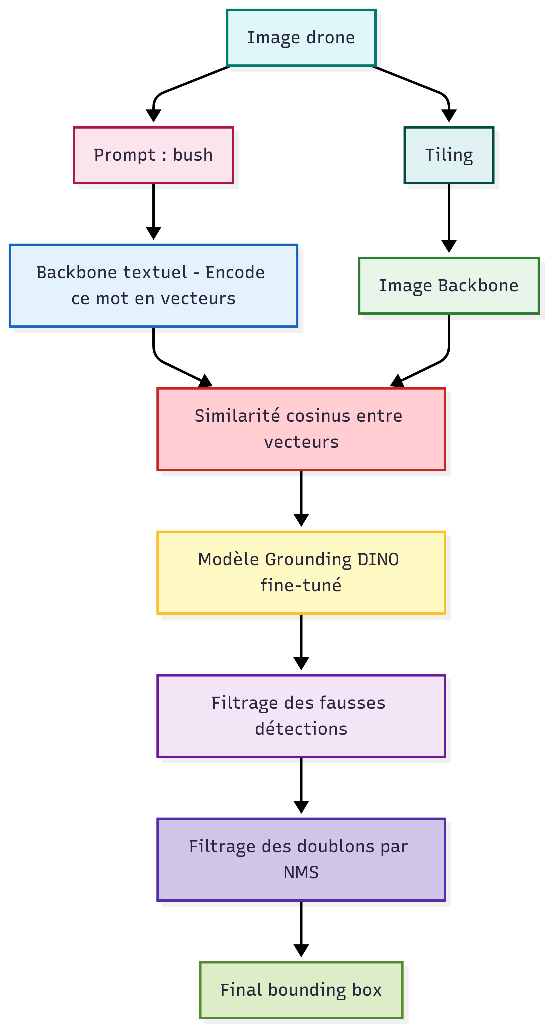 Image drone
Prompt : bush
Tiling
Backbone textuel - Encode
ce mot en vecteurs
Image Backbone
Similarité cosinus entre
vecteurs
Modèle Grounding DINO
fine-tuné
Filtrage des fausses
détections
Filtrage des doublons par
NMS
Final bounding box